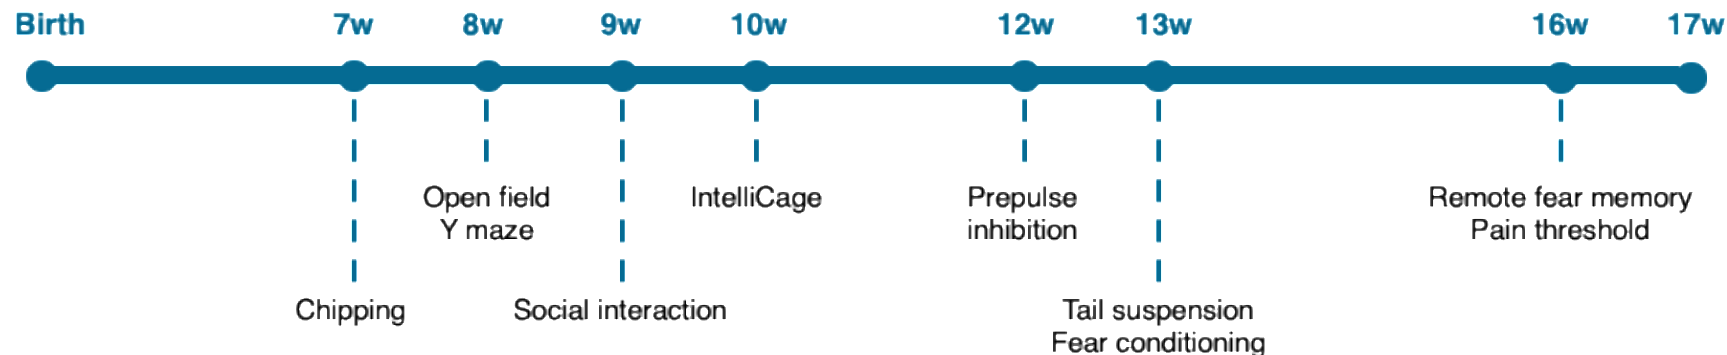 Birth 7w 8w 9w 10w 12w 13w 16w 17w
Open field
Y maze
IntelliCage
Prepulse
inhibition
Remote fear memory
Pain threshold
Chipping
Social interaction
Tail suspension
Fear conditioning